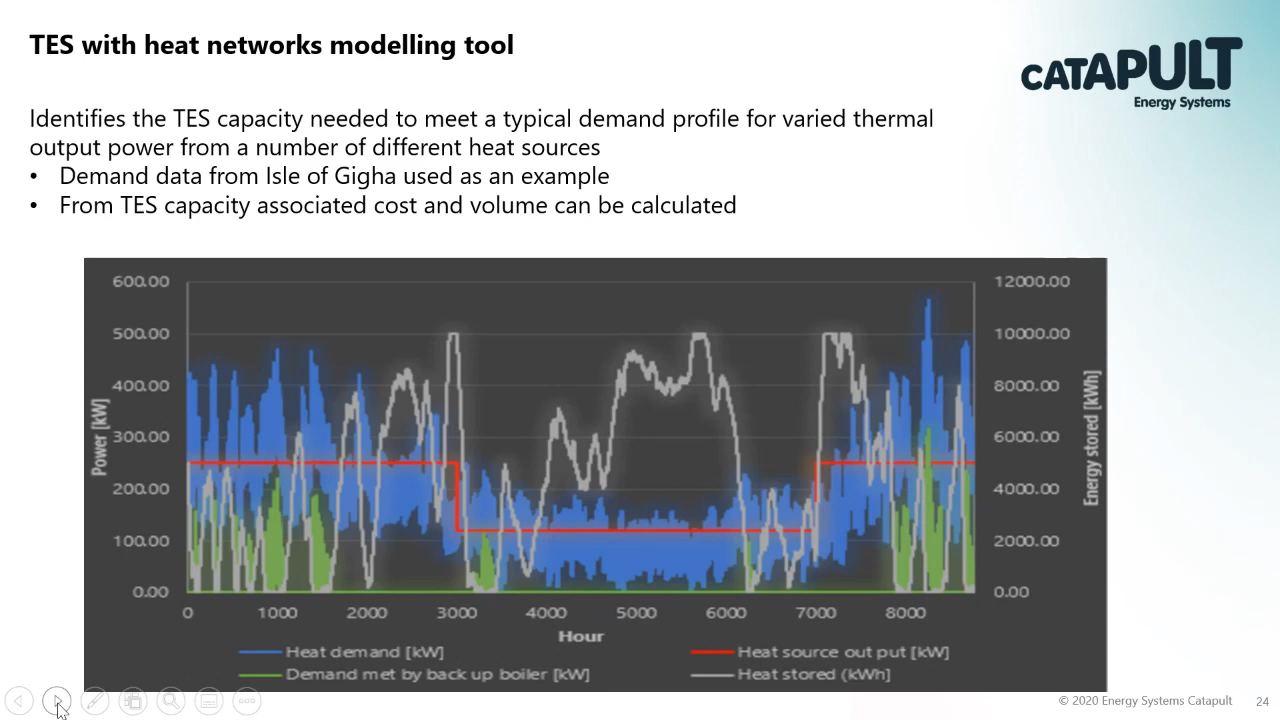 TES with heat networks modelling tool
CATAPULT
Energy Systems
Identifies the TES capacity needed to meet a typical demand profile for varied thermal
output power from a number of different heat sources
• Demand data from Isle of Gigha used as an example
• From TES capacity associated cost and volume can be calculated
600.00
500.00
400.00
300.00
200.00
100.00
0.00
Power [kW]
12000.00
10000.00
8000.00
6000.00
4000.00
2000.00
0.00
Energy stored [kWh]
0 1000 2000 3000 4000 5000 6000 7000 8000
Hour
Heat demand [kW]
Heat source out put [kW]
Demand met by back up boiler [kW]
Heat stored (kWh]
© 2020 Energy Systems Catapult
24